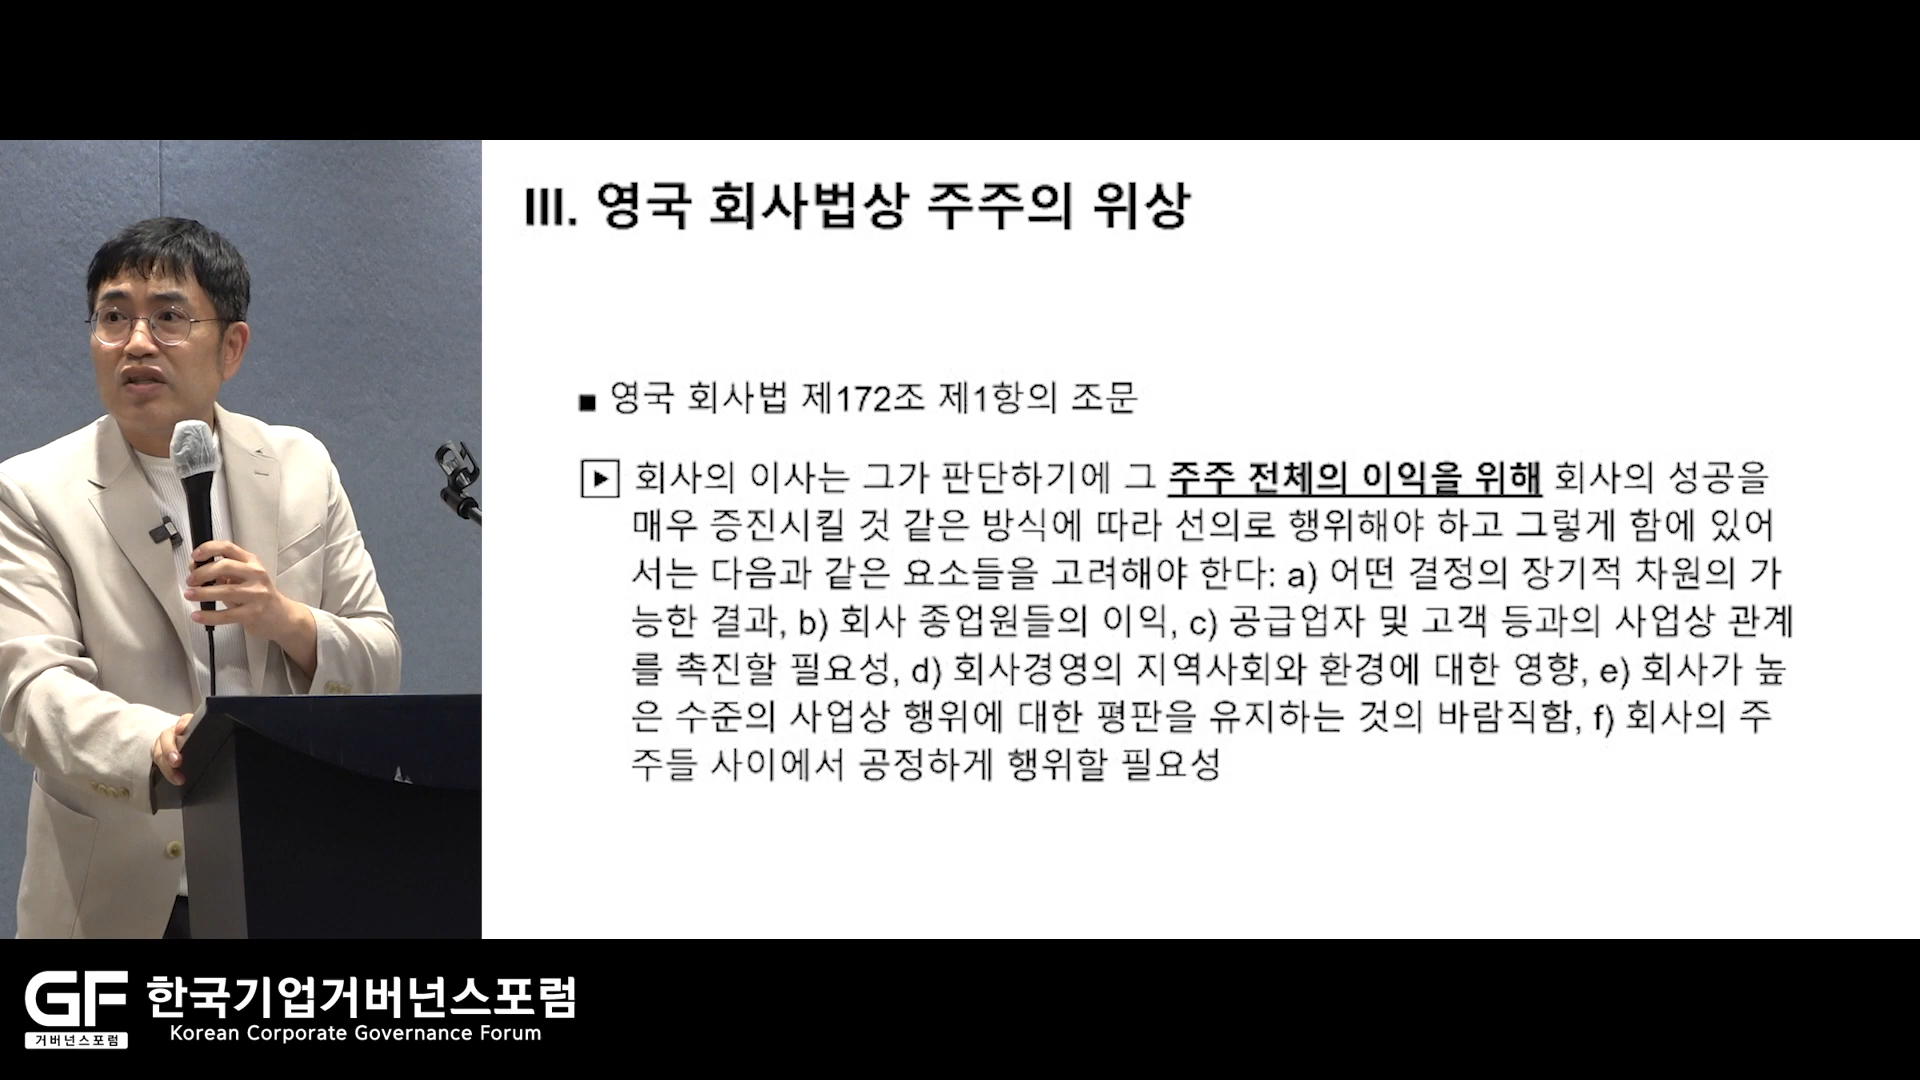 III. 영국 회사법상 주주의 위상
■ 영국 회사법 제172조 제1항의 조문
▶ 회사의 이사는 그가 판단하기에 그 주주 전체의 이익을 위해 회사의 성공을
매우 증진시킬 것 같은 방식에 따라 선의로 행위해야 하고 그렇게 함에 있어
서는 다음과 같은 요소들을 고려해야 한다: a) 어떤 결정의 장기적 차원의 가
능한 결과, b) 회사 종업원들의 이익, c) 공급업자 및 고객 등과의 사업상 관계
를 촉진할 필요성, d) 회사경영의 지역사회와 환경에 대한 영향, e) 회사가 높
은 수준의 사업상 행위에 대한 평판을 유지하는 것의 바람직함, f) 회사의 주
주들 사이에서 공정하게 행위할 필요성
GF
거버넌스포럼
한국기업거버넌스포럼
Korean Corporate Governance Forum